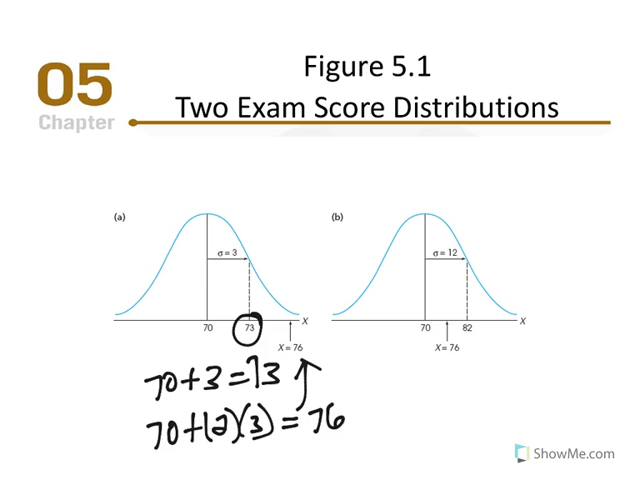 05
Chapter
Figure 5.1
Two Exam Score Distributions
(a)
σ = 3
70
73
X
X = 76
(b)
σ = 12
70
82
X
X = 76
70+3=73
70+(2)(3)=76
ShowMe.com